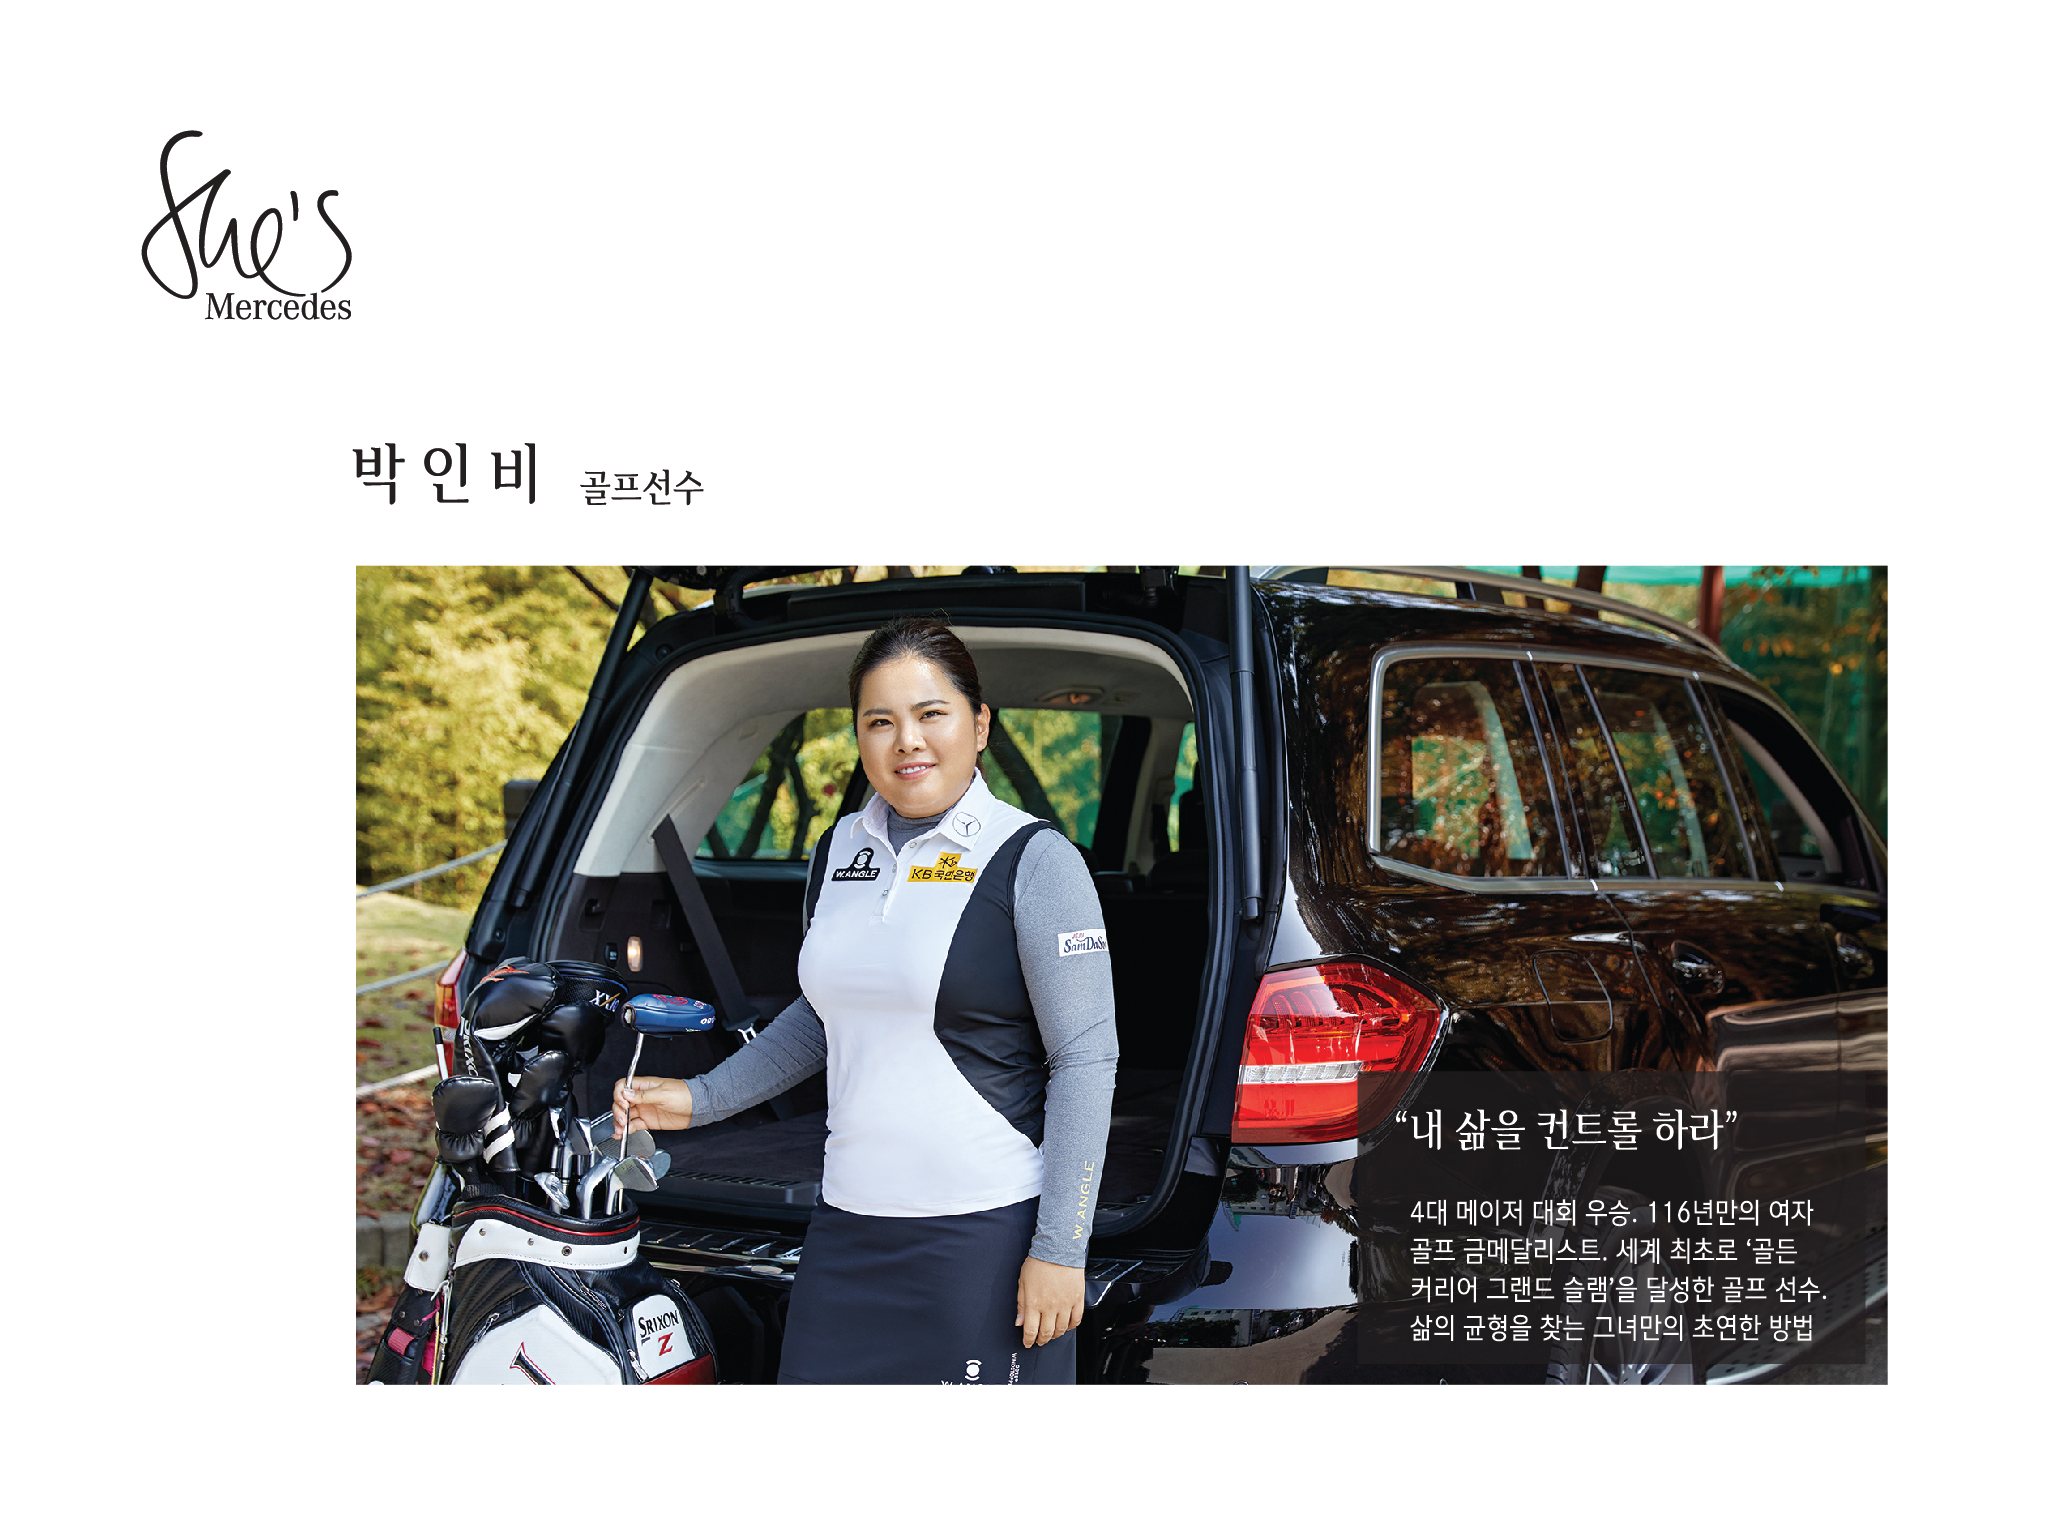 She's
Mercedes
박인비 골프선수
W.ANGLE
KB국민은행
SamDaSoo
XXIO
SRIXON
Z
W.ANGLE
“내 삶을 컨트롤 하라”
4대 메이저 대회 우승. 116년만의 여자
골프 금메달리스트. 세계 최초로 ‘골든
커리어 그랜드 슬램’을 달성한 골프 선수.
삶의 균형을 찾는 그녀만의 초연한 방법